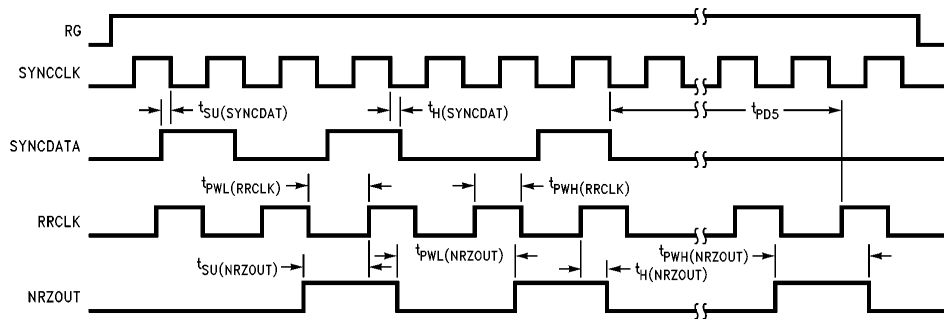 RG
SYNCCLK
tSU(SYNCDAT)
tH(SYNCDAT)
tPD5
SYNCDATA
tPWL(RRCLK)
tPWH(RRCLK)
RRCLK
tSU(NRZOUT)
tPWL(NRZOUT)
tH(NRZOUT)
tPWH(NRZOUT)
NRZOUT